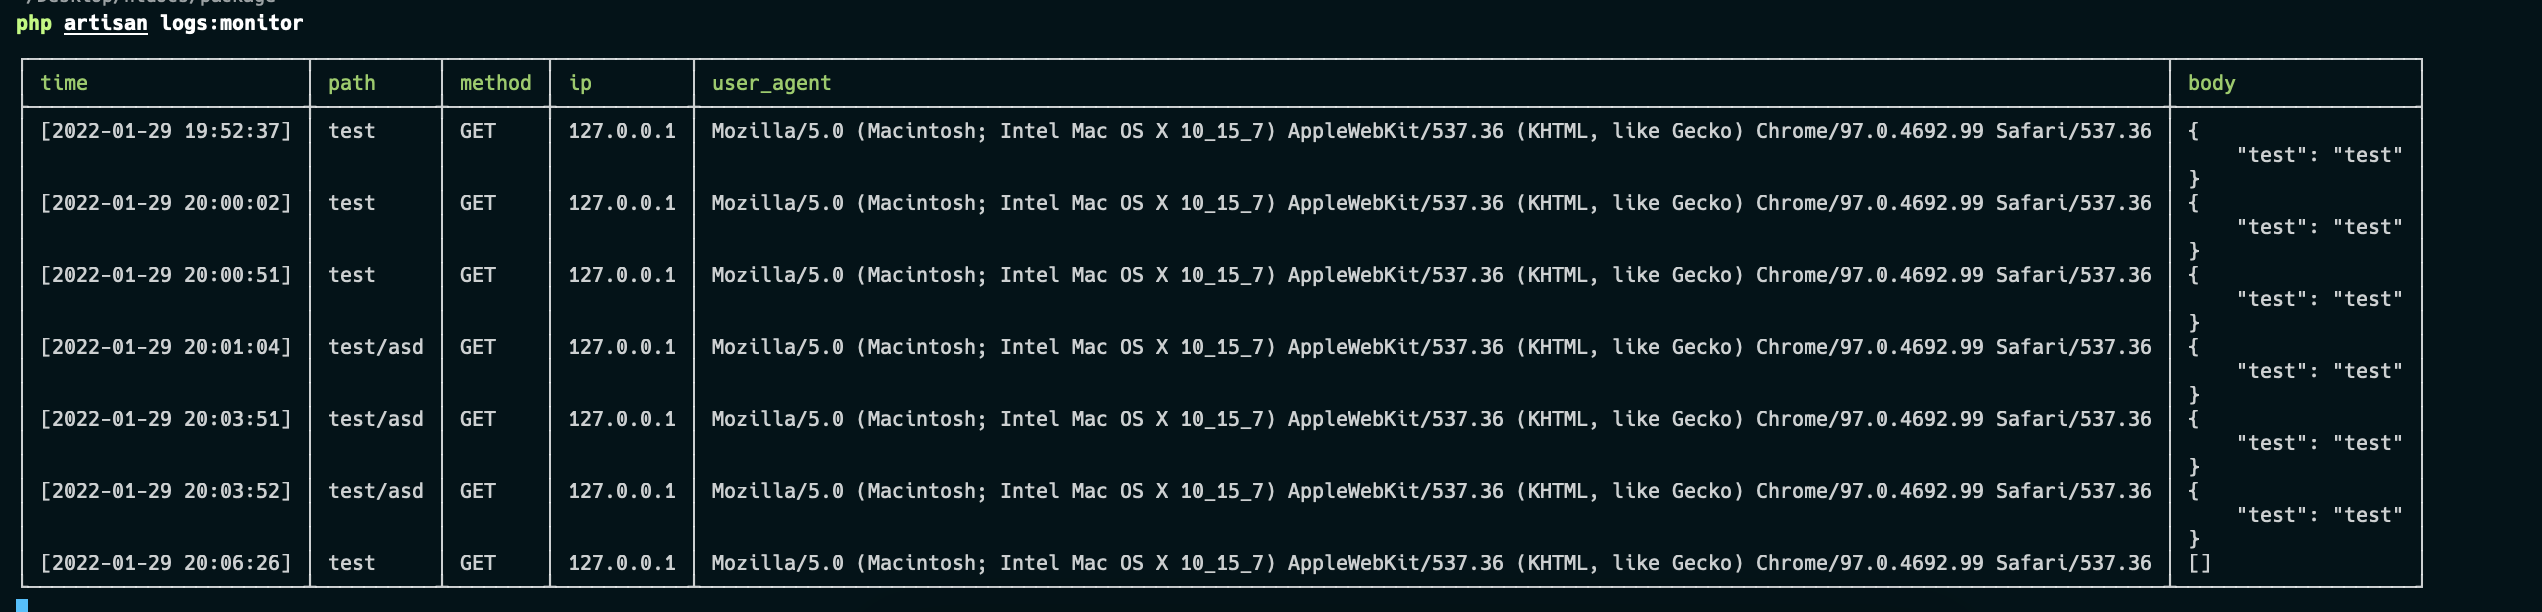 php artisan logs:monitor
time path method ip user_agent body
[2022-01-29 19:52:37] test GET 127.0.0.1 Mozilla/5.0 (Macintosh; Intel Mac OS X 10_15_7) AppleWebKit/537.36 (KHTML, like Gecko) Chrome/97.0.4692.99 Safari/537.36 {
"test": "test"
}
[2022-01-29 20:00:02] test GET 127.0.0.1 Mozilla/5.0 (Macintosh; Intel Mac OS X 10_15_7) AppleWebKit/537.36 (KHTML, like Gecko) Chrome/97.0.4692.99 Safari/537.36 {
"test": "test"
}
[2022-01-29 20:00:51] test GET 127.0.0.1 Mozilla/5.0 (Macintosh; Intel Mac OS X 10_15_7) AppleWebKit/537.36 (KHTML, like Gecko) Chrome/97.0.4692.99 Safari/537.36 {
"test": "test"
}
[2022-01-29 20:01:04] test/asd GET 127.0.0.1 Mozilla/5.0 (Macintosh; Intel Mac OS X 10_15_7) AppleWebKit/537.36 (KHTML, like Gecko) Chrome/97.0.4692.99 Safari/537.36 {
"test": "test"
}
[2022-01-29 20:03:51] test/asd GET 127.0.0.1 Mozilla/5.0 (Macintosh; Intel Mac OS X 10_15_7) AppleWebKit/537.36 (KHTML, like Gecko) Chrome/97.0.4692.99 Safari/537.36 {
"test": "test"
}
[2022-01-29 20:03:52] test/asd GET 127.0.0.1 Mozilla/5.0 (Macintosh; Intel Mac OS X 10_15_7) AppleWebKit/537.36 (KHTML, like Gecko) Chrome/97.0.4692.99 Safari/537.36 {
"test": "test"
}
[2022-01-29 20:06:26] test GET 127.0.0.1 Mozilla/5.0 (Macintosh; Intel Mac OS X 10_15_7) AppleWebKit/537.36 (KHTML, like Gecko) Chrome/97.0.4692.99 Safari/537.36 []